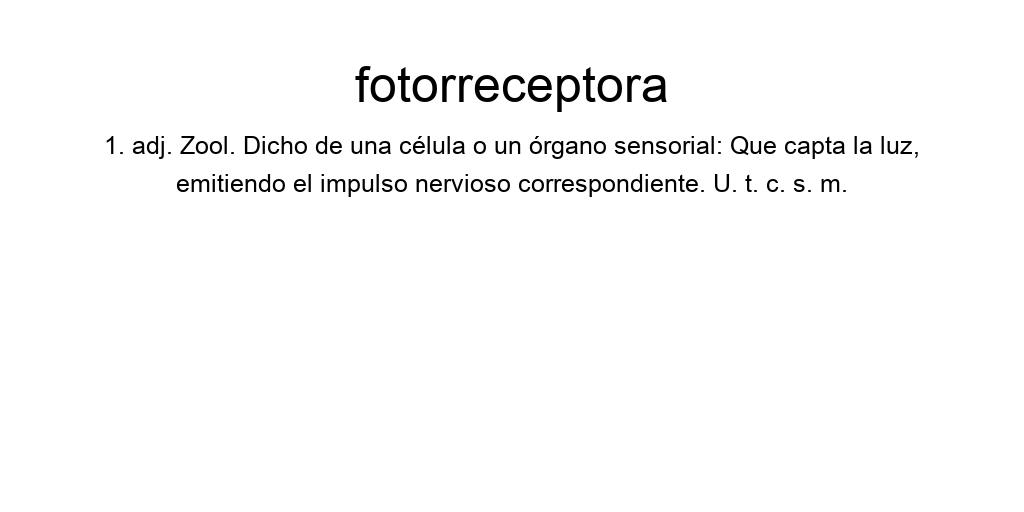 fotorreceptora
1. adj. Zool. Dicho de una célula o un órgano sensorial: Que capta la luz,
emitiendo el impulso nervioso correspondiente. U. t. c. s. m.